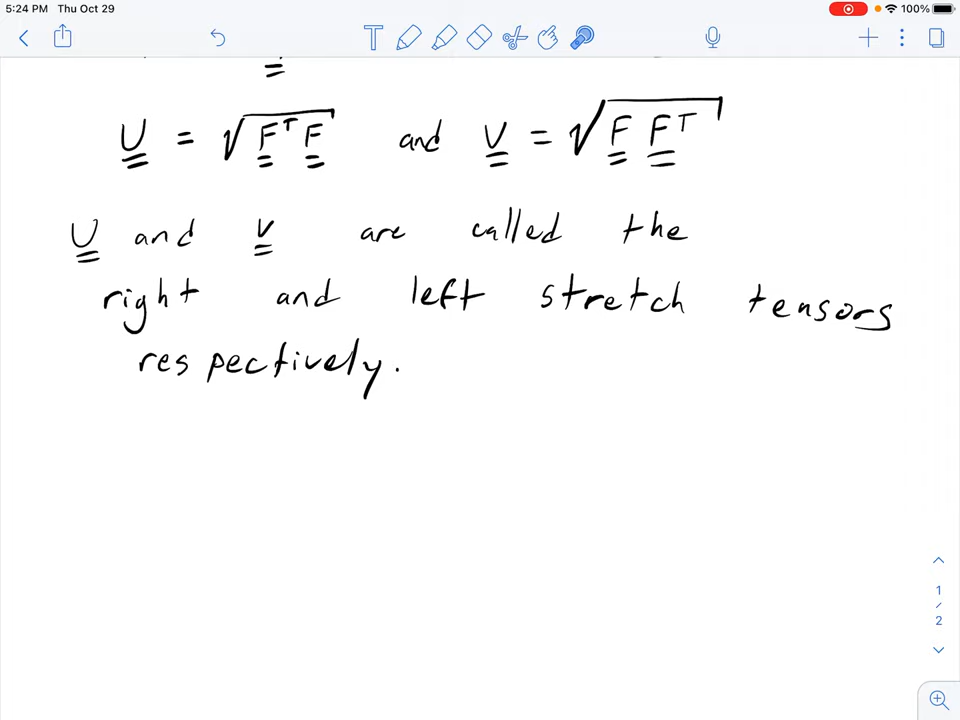 5:24 PM Thu Oct 29
100%
U = √FᵀF and V = √F Fᵀ
U and V are called the
right and left stretch tensors
respectively.
1
/
2